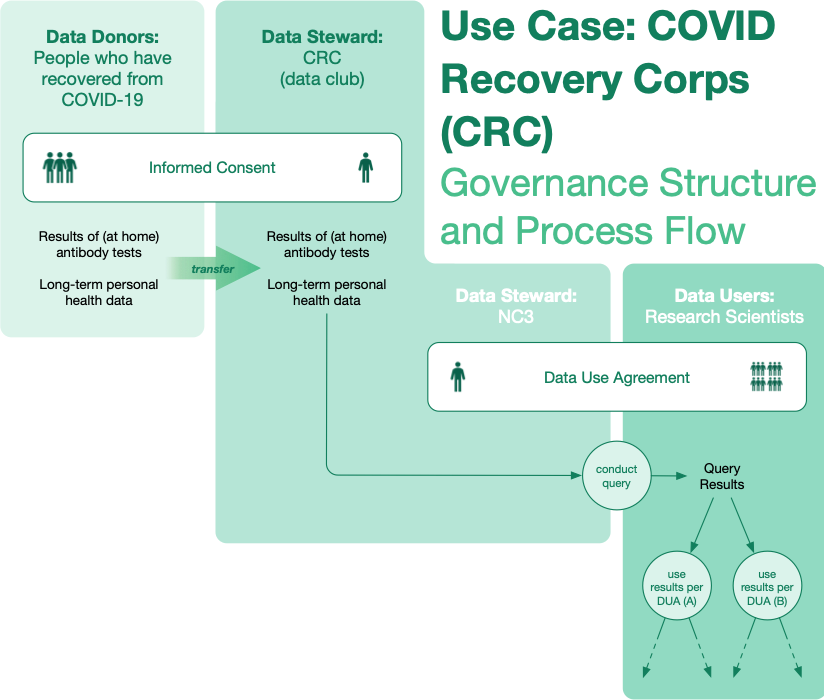 Data Donors:
People who have
recovered from
COVID-19
Data Steward:
CRC
(data club)
Use Case: COVID
Recovery Corps
(CRC)
Governance Structure
and Process Flow
Informed Consent
Results of (at home)
antibody tests
Long-term personal
health data
transfer
Results of (at home)
antibody tests
Long-term personal
health data
Data Steward:
NC3
Data Users:
Research Scientists
Data Use Agreement
conduct
query
Query
Results
use
results per
DUA (A)
use
results per
DUA (B)